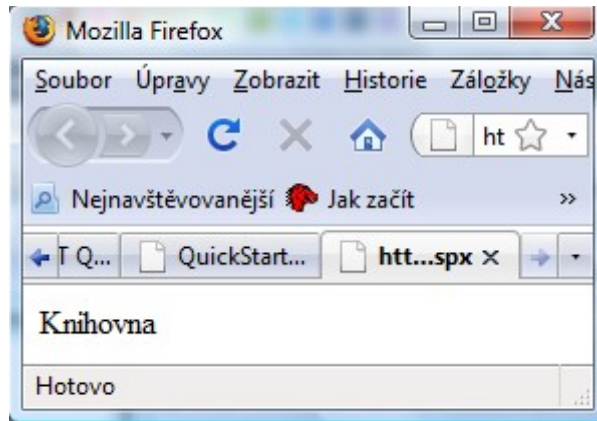 Mozilla Firefox
Soubor Úpravy Zobrazit Historie Záložky Nás
ht
Nejnavštěvovanější Jak začít »
T Q... QuickStart... htt...spx
Knihovna
Hotovo